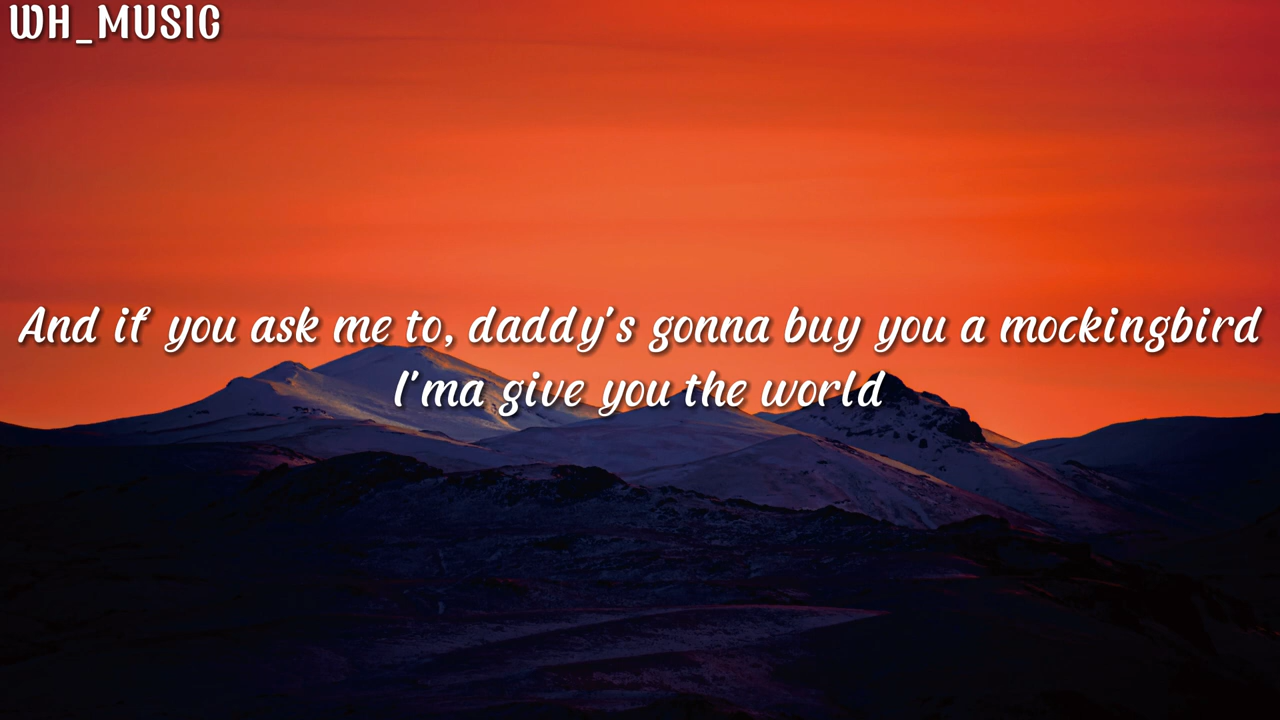 WH_MUSIC
And if you ask me to, daddy's gonna buy you a mockingbird
I'ma give you the world